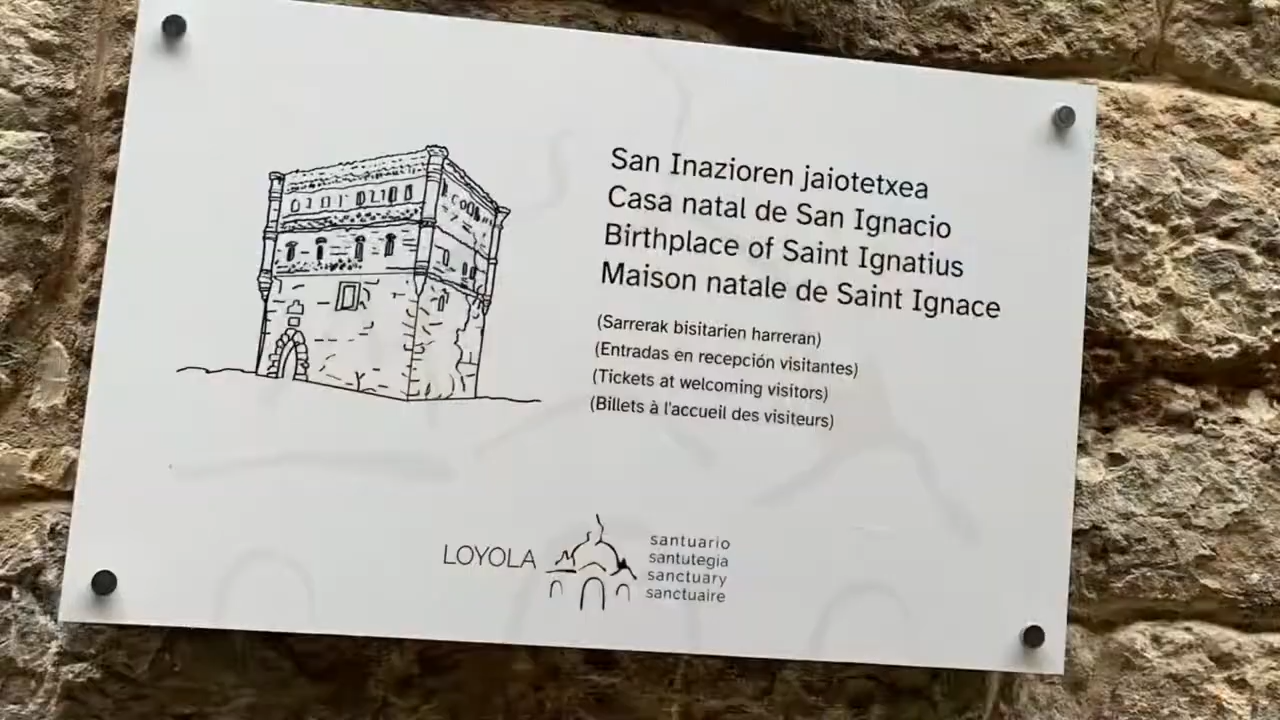 San Inazioren jaiotetxea
Casa natal de San Ignacio
Birthplace of Saint Ignatius
Maison natale de Saint Ignace
(Sarrerak bisitarien harreran)
(Entradas en recepción visitantes)
(Tickets at welcoming visitors)
(Billets à l'accueil des visiteurs)
LOYOLA
santuario
santutegia
sanctuary
sanctuaire